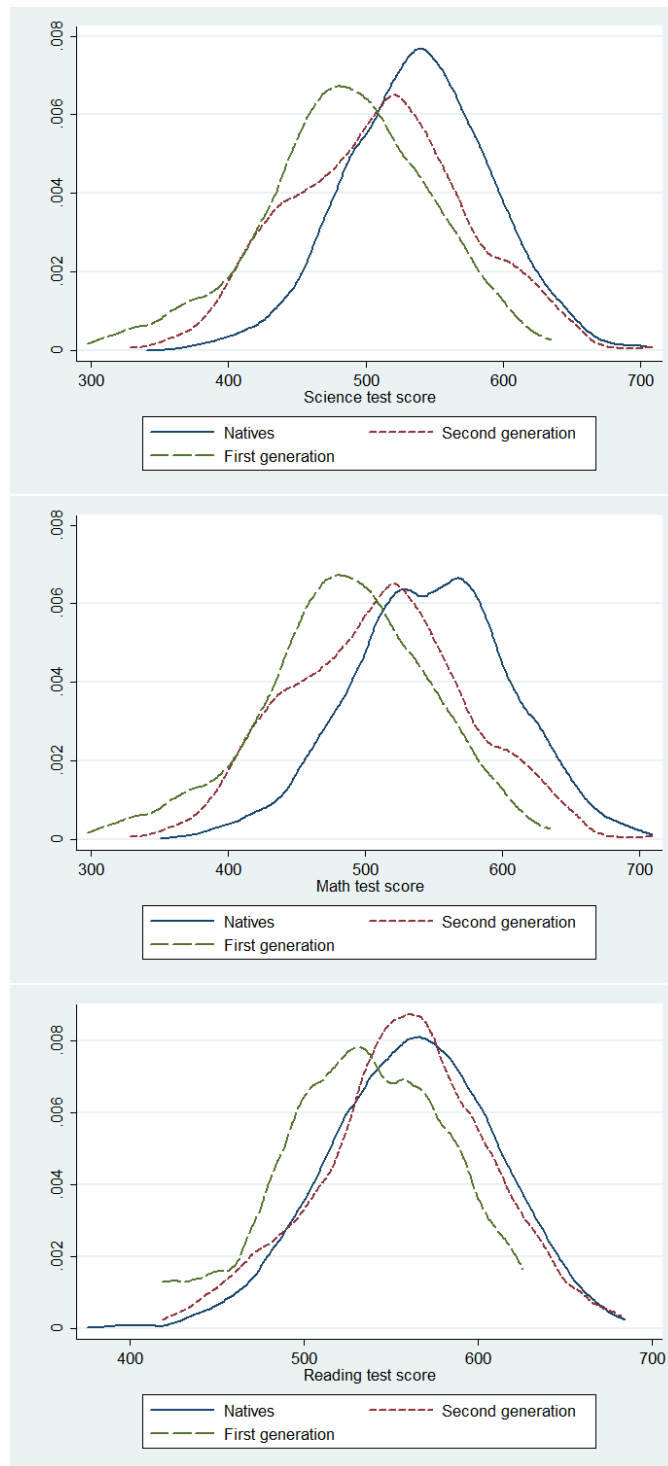 .008
.006
.004
.002
0
300 400 500 600 700
Science test score
Natives Second generation
First generation
.008
.006
.004
.002
0
300 400 500 600 700
Math test score
Natives Second generation
First generation
.008
.006
.004
.002
0
400 500 600 700
Reading test score
Natives Second generation
First generation